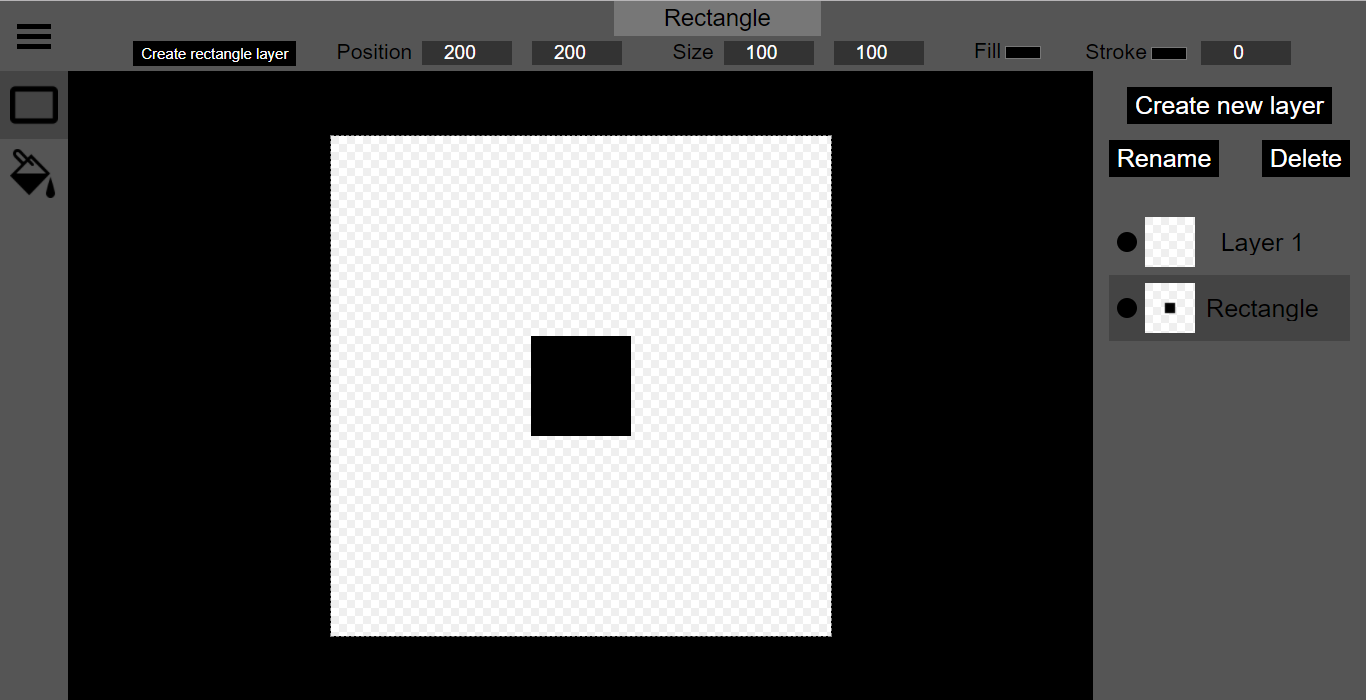 Rectangle
Create rectangle layer Position 200 200 Size 100 100 Fill Stroke 0
Create new layer
Rename Delete
Layer 1
Rectangle